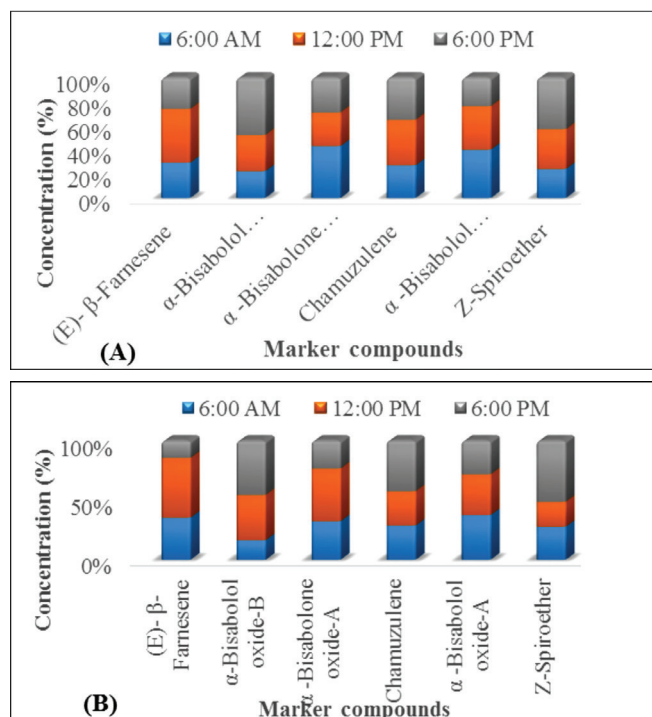 6:00 AM 12:00 PM 6:00 PM
100%
80%
60%
40%
20%
0%
Concentration (%)
(E)- β-Farnesene
α-Bisabolol…
α -Bisabolone…
Chamuzulene
α -Bisabolol…
Z-Spiroether
(A)
Marker compounds
6:00 AM 12:00 PM 6:00 PM
100%
50%
0%
Concentration (%)
(E)- β-
Farnesene
α-Bisabolol
oxide-B
α -Bisabolone
oxide-A
Chamuzulene
α -Bisabolol
oxide-A
Z-Spiroether
(B)
Marker compounds